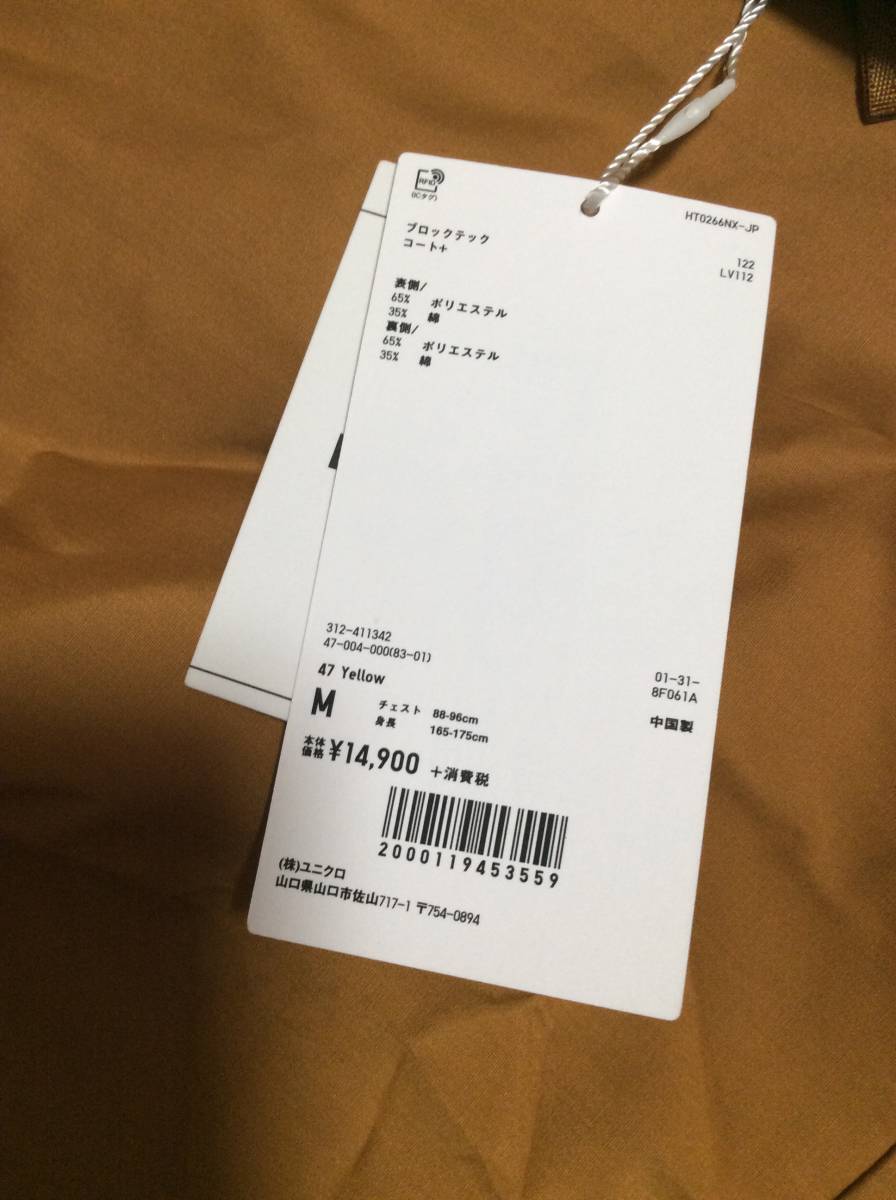 RFID
(ICタグ)
HT0266NX-JP
ブロックテック
コート+
122
LV112
表側/
65% ポリエステル
35% 綿
裏側/
65% ポリエステル
35% 綿
312-411342
47-004-000(83-01)
47 Yellow
01-31-
8F061A
M チェスト 88-96cm
身長 165-175cm
中国製
本体
価格 ¥14,900 +消費税
2000119453559
(株)ユニクロ
山口県山口市佐山717-1 〒754-0894